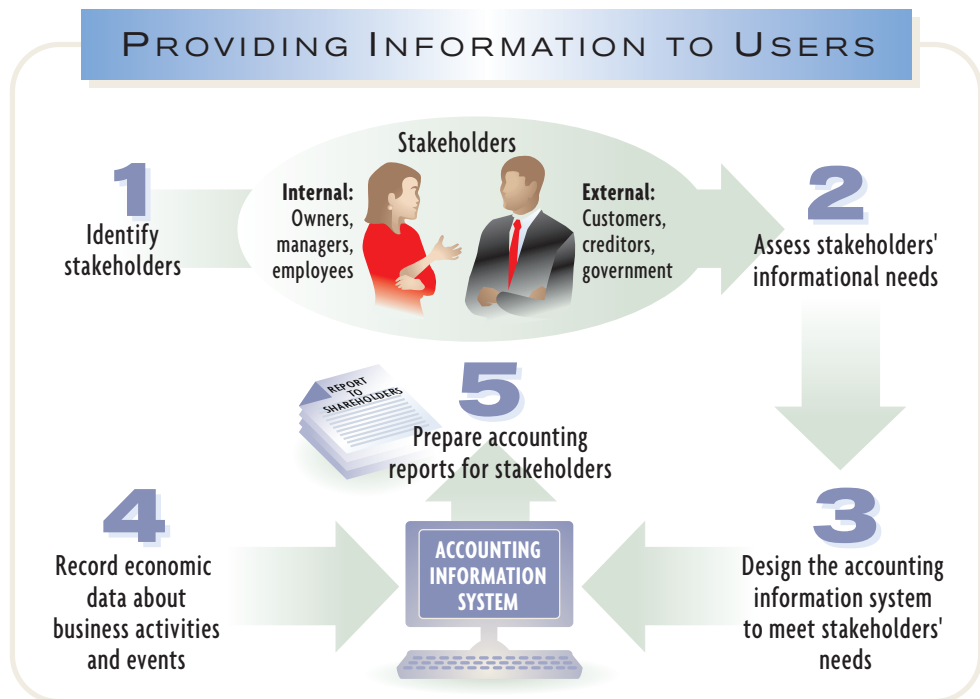 PROVIDING INFORMATION TO USERS
Stakeholders
1
Identify
stakeholders
Internal:
Owners,
managers,
employees
External:
Customers,
creditors,
government
2
Assess stakeholders'
informational needs
REPORT
TO
SHAREHOLDERS
5
Prepare accounting
reports for stakeholders
4
Record economic
data about
business activities
and events
ACCOUNTING
INFORMATION
SYSTEM
3
Design the accounting
information system
to meet stakeholders'
needs